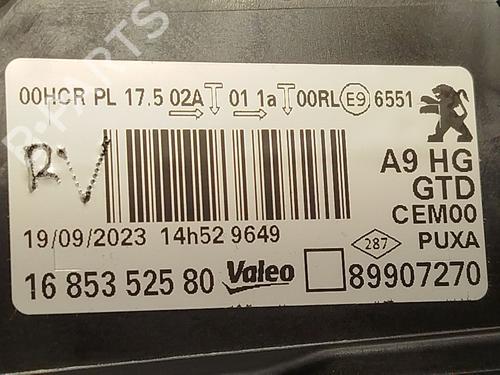 B-PARTS
00HCR PL 17.5 02A 01 1a 00RL E9 6551
RV
A9 HG
GTD
CEM00
19/09/2023 14h52 9649
287 PUXA
16 853 525 80 Valeo 89907270